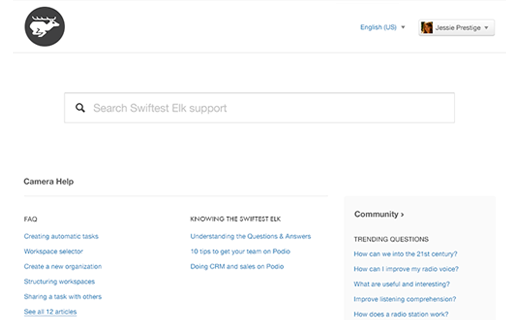 English (US)
Jessie Prestige
Search Swiftest Elk support
Camera Help
FAQ
Creating automatic tasks
Workspace selector
Create a new organization
Structuring workspaces
Sharing a task with others
See all 12 articles
KNOWING THE SWIFTEST ELK
Understanding the Questions & Answers
10 tips to get your team on Podio
Doing CRM and sales on Podio
Community ›
TRENDING QUESTIONS
How can we into the 21st century?
How can I improve my radio voice?
What are useful and interesting?
Improve listening comprehension?
How does a radio station work?